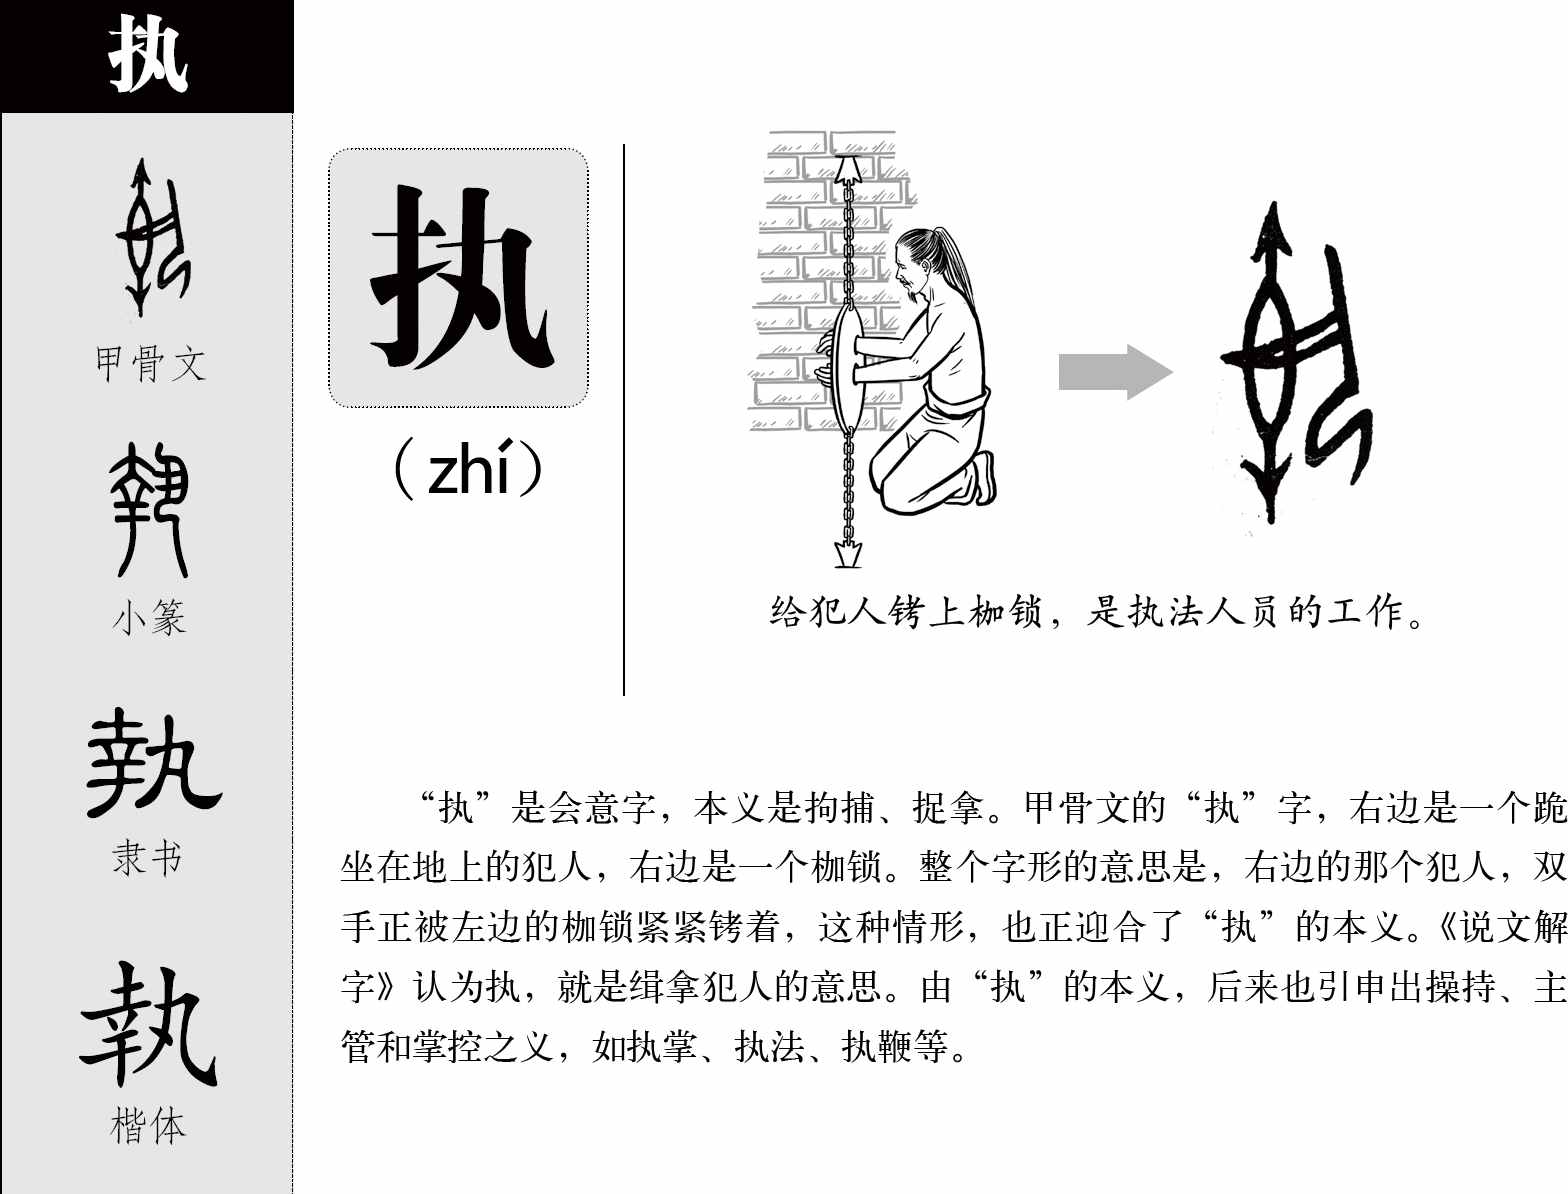 执
甲骨文
小篆
隶书
楷体
执
（zhí）
给犯人铐上枷锁，是执法人员的工作。
“执”是会意字，本义是拘捕、捉拿。甲骨文的“执”字，右边是一个跪
坐在地上的犯人，右边是一个枷锁。整个字形的意思是，右边的那个犯人，双
手正被左边的枷锁紧紧铐着，这种情形，也正迎合了“执”的本义。《说文解
字》认为执，就是缉拿犯人的意思。由“执”的本义，后来也引申出操持、主
管和掌控之义，如执掌、执法、执鞭等。